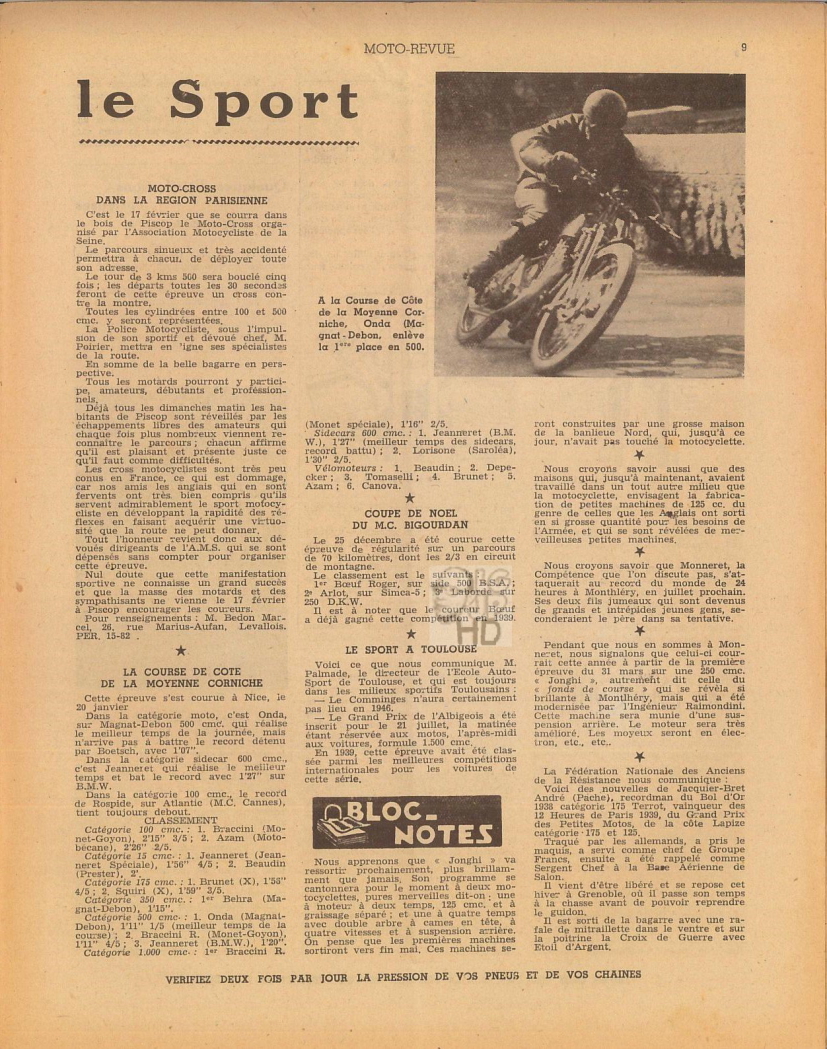 MOTO-REVUE
9
le Sport
MOTO-CROSS
DANS LA REGION PARISIENNE
C'est le 17 février que se courra dans
le bois de Piscop le Moto-Cross orga-
nisé par l'Association Motocycliste de la
Seine.
Le parcours sinueux et très accidenté
permettra à chacun de déployer toute
son adresse.
Le tour de 3 kms 500 sera bouclé cinq
fois ; les départs toutes les 30 secondes
feront de cette épreuve un cross con-
tre la montre.
Toutes les cylindrées entre 100 et 500
cmc. y seront représentées.
La Police Motocycliste, sous l'impul-
sion de son sportif et dévoué chef, M.
Poirier, mettra en 'igne ses spécialistes
de la route.
En somme de la belle bagarre en pers-
pective.
Tous les motards pourront y partici-
pe, amateurs, débutants et profession-
nels.
Déjà tous les dimanches matin les ha-
bitants de Piscop sont réveillés par les
échappements libres des amateurs qui
chaque fois plus nombreux viennent re-
connaître le parcours ; chacun affirme
qu'il est plaisant et présente juste ce
qu'il faut comme difficultés.
Les cross motocyclistes sont très peu
conus en France, ce qui est dommage,
car nos amis les anglais qui en sont
fervents ont très bien compris qu'ils
servent admirablement le sport motocy-
cliste en développant la rapidité des ré-
flexes en faisant acquérir une virtuo-
sité que la route ne peut donner.
Tout l'honneur revient donc aux dé-
voués dirigeants de l'A.M.S. qui se sont
dépensés sans compter pour organiser
cette épreuve.
Nul doute que cette manifestation
sportive ne connaisse un grand succès
et que la masse des motards et des
sympathisants ne vienne le 17 février
à Piscop encourager les coureurs.
Pour renseignements : M. Bedon Mar-
cel, 26, rue Marius-Aufan, Levallois.
PER. 15-82 .
LA COURSE DE COTE
DE LA MOYENNE CORNICHE
Cette épreuve s'est courue à Nice, le
20 janvier
Dans la catégorie moto, c'est Onda,
sur Magnat-Debon 500 cmc. qui réalise
le meilleur temps de la journée, mais
n'arrive pas à battre le record détenu
par Boetsch, avec 1'07".
Dans la catégorie sidecar 600 cmc.,
c'est Jeanneret qui réalise le meilleur
temps et bat le record avec 1'27" sur
B.M.W.
Dans la catégorie 100 cmc., le record
de Rospide, sur Atlantic (M.C. Cannes),
tient toujours debout.
CLASSEMENT
Catégorie 100 cmc. : 1. Braccini (Mo-
net-Goyon), 2'15" 3/5 ; 2. Azam (Moto-
bécane), 2'26" 2/5.
Catégorie 15 cmc. : 1. Jeanneret (Jean-
neret Spéciale), 1'56" 4/5 ; 2. Beaudin
(Prester), 2'.
Catégorie 175 cmc. : 1. Brunet (X), 1'58"
4/5 ; 2. Squiri (X), 1'59" 3/5.
Catégorie 350 cmc. : 1er Behra (Ma-
gnat-Debon), 1'15".
Catégorie 500 cmc. : 1. Onda (Magnat-
Debon), 1'11" 1/5 (meilleur temps de la
course) ; 2. Braccini R. (Monet-Goyon),
1'11" 4/5 ; 3. Jeanneret (B.M.W.), 1'20".
Catégorie 1.000 cmc. : 1er Braccini R.
A la Course de Côte
de la Moyenne Cor-
niche, Onda (Ma-
gnat-Debon, enlève
la 1ère place en 500.
(Monet spéciale), 1'16" 2/5.
Sidecars 600 cmc. : 1. Jeanneret (B.M.
W.), 1'27" (meilleur temps des sidecars,
record battu) ; 2. Lorisone (Saroléa),
1'30" 2/5.
Vélomoteurs : 1. Beaudin ; 2. Depe-
cker ; 3. Tomaselli ; 4. Brunet ; 5.
Azam ; 6. Canova.
COUPE DE NOEL
DU M.C. BIGOURDAN
Le 25 décembre a été courue cette
épreuve de régularité sur un parcours
de 70 kilomètres, dont les 2/3 en circuit
de montagne.
Le classement est le suivants
1er Bœuf Roger, sur side 500 B.S.A. ;
2e Arlot, sur Simca-5 ; 3e Laborde sur
250 D.K.W.
Il est à noter que le coureur Bœuf
a déjà gagné cette compétition en 1939.
HD
LE SPORT A TOULOUSE
Voici ce nous communique M.
Palmade, le directeur de l'Ecole Auto-
Sport de Toulouse, et qui est toujours
dans les milieux sportifs Toulousains :
— Le Comminges n'aura certainement
pas lieu en 1946.
— Le Grand Prix de l'Albigeois a été
inscrit pour le 21 juillet, la matinée
étant réservée aux motos, l'après-midi
aux voitures, formule 1.500 cmc.
En 1939, cette épreuve avait été clas-
sée parmi les meilleures compétitions
internationales pour les voitures de
cette série.
BLOC-
NOTES
Nous apprenons que « Jonghi » va
ressortir prochainement, plus brillam-
ment que jamais. Son programme se
cantonnera pour le moment à deux mo-
tocyclettes, pures merveilles dit-on ; une
à moteur à deux temps, 125 cmc. et à
graissage séparé ; et une à quatre temps
avec double arbre à cames en tête, à
quatre vitesses et à suspension arrière.
On pense que les premières machines
sortiront vers fin mai. Ces machines se-
ront construites par une grosse maison
de la banlieue Nord, qui, jusqu'à ce
jour, n'avait pas touché la motocyclette.
Nous croyons savoir aussi que des
maisons qui, jusqu'à maintenant, avaient
travaillé dans un tout autre milieu que
la motocyclette, envisagent la fabrica-
tion de petites machines de 125 cc. du
genre de celles que les Anglais ont sorti
en si grosse quantité pour les besoins de
l'Armée, et qui se sont révélées de mer-
veilleuses petites machines.
Nous croyons savoir que Monneret, la
Compétence que l'on discute pas, s'at-
taquerait au record du monde de 24
heures à Monthléry, en juillet prochain.
Ses deux fils jumeaux qui sont devenus
de grands et intrépides jeunes gens, se-
conderaient le père dans sa tentative.
Pendant que nous en sommes à Mon-
neret, nous signalons que celui-ci cour-
rait cette année à partir de la première
épreuve du 31 mars sur une 250 cmc.
« Jonghi », autrement dit celle du
« fonds de course » qui se révéla si
brillante à Montlhéry, mais qui a été
modernisée par l'Ingénieur Raimondini.
Cette machine sera munie d'une sus-
pension arrière. Le moteur sera très
amélioré. Les moyeux seront en élec-
tron, etc., etc..
La Fédération Nationale des Anciens
de la Résistance nous communique :
Voici des nouvelles de Jacquier-Bret
André (Pâche), recordman du Bol d'Or
1938 catégorie 175 Terrot, vainqueur des
12 Heures de Paris 1939, du Grand Prix
des Petites Motos, de la côte Lapize
catégorie 175 et 125.
Traqué par les allemands, a pris le
maquis, a servi comme chef de Groupe
Francs, ensuite a été rappelé comme
Sergent Chef à la Base Aérienne de
Salon.
Il vient d'être libéré et se repose cet
hiver à Grenoble, où il passe son temps
à la chasse avant de pouvoir reprendre
le guidon.
Il est sorti de la bagarre avec une ra-
fale de mitraillette dans le ventre et sur
la poitrine la Croix de Guerre avec
Etoil d'Argent.
VERIFIEZ DEUX FOIS PAR JOUR LA PRESSION DE VOS PNEUS ET DE VOS CHAINES